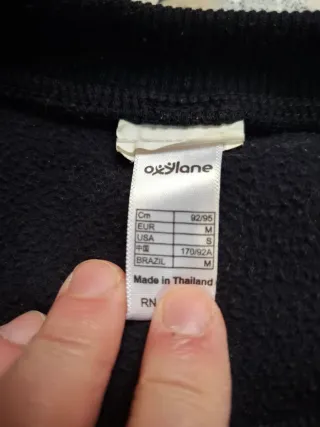 oxylane
Cm 92/95
EUR M
USA S
中国 170/92A
BRAZIL M
Made in Thailand
RN